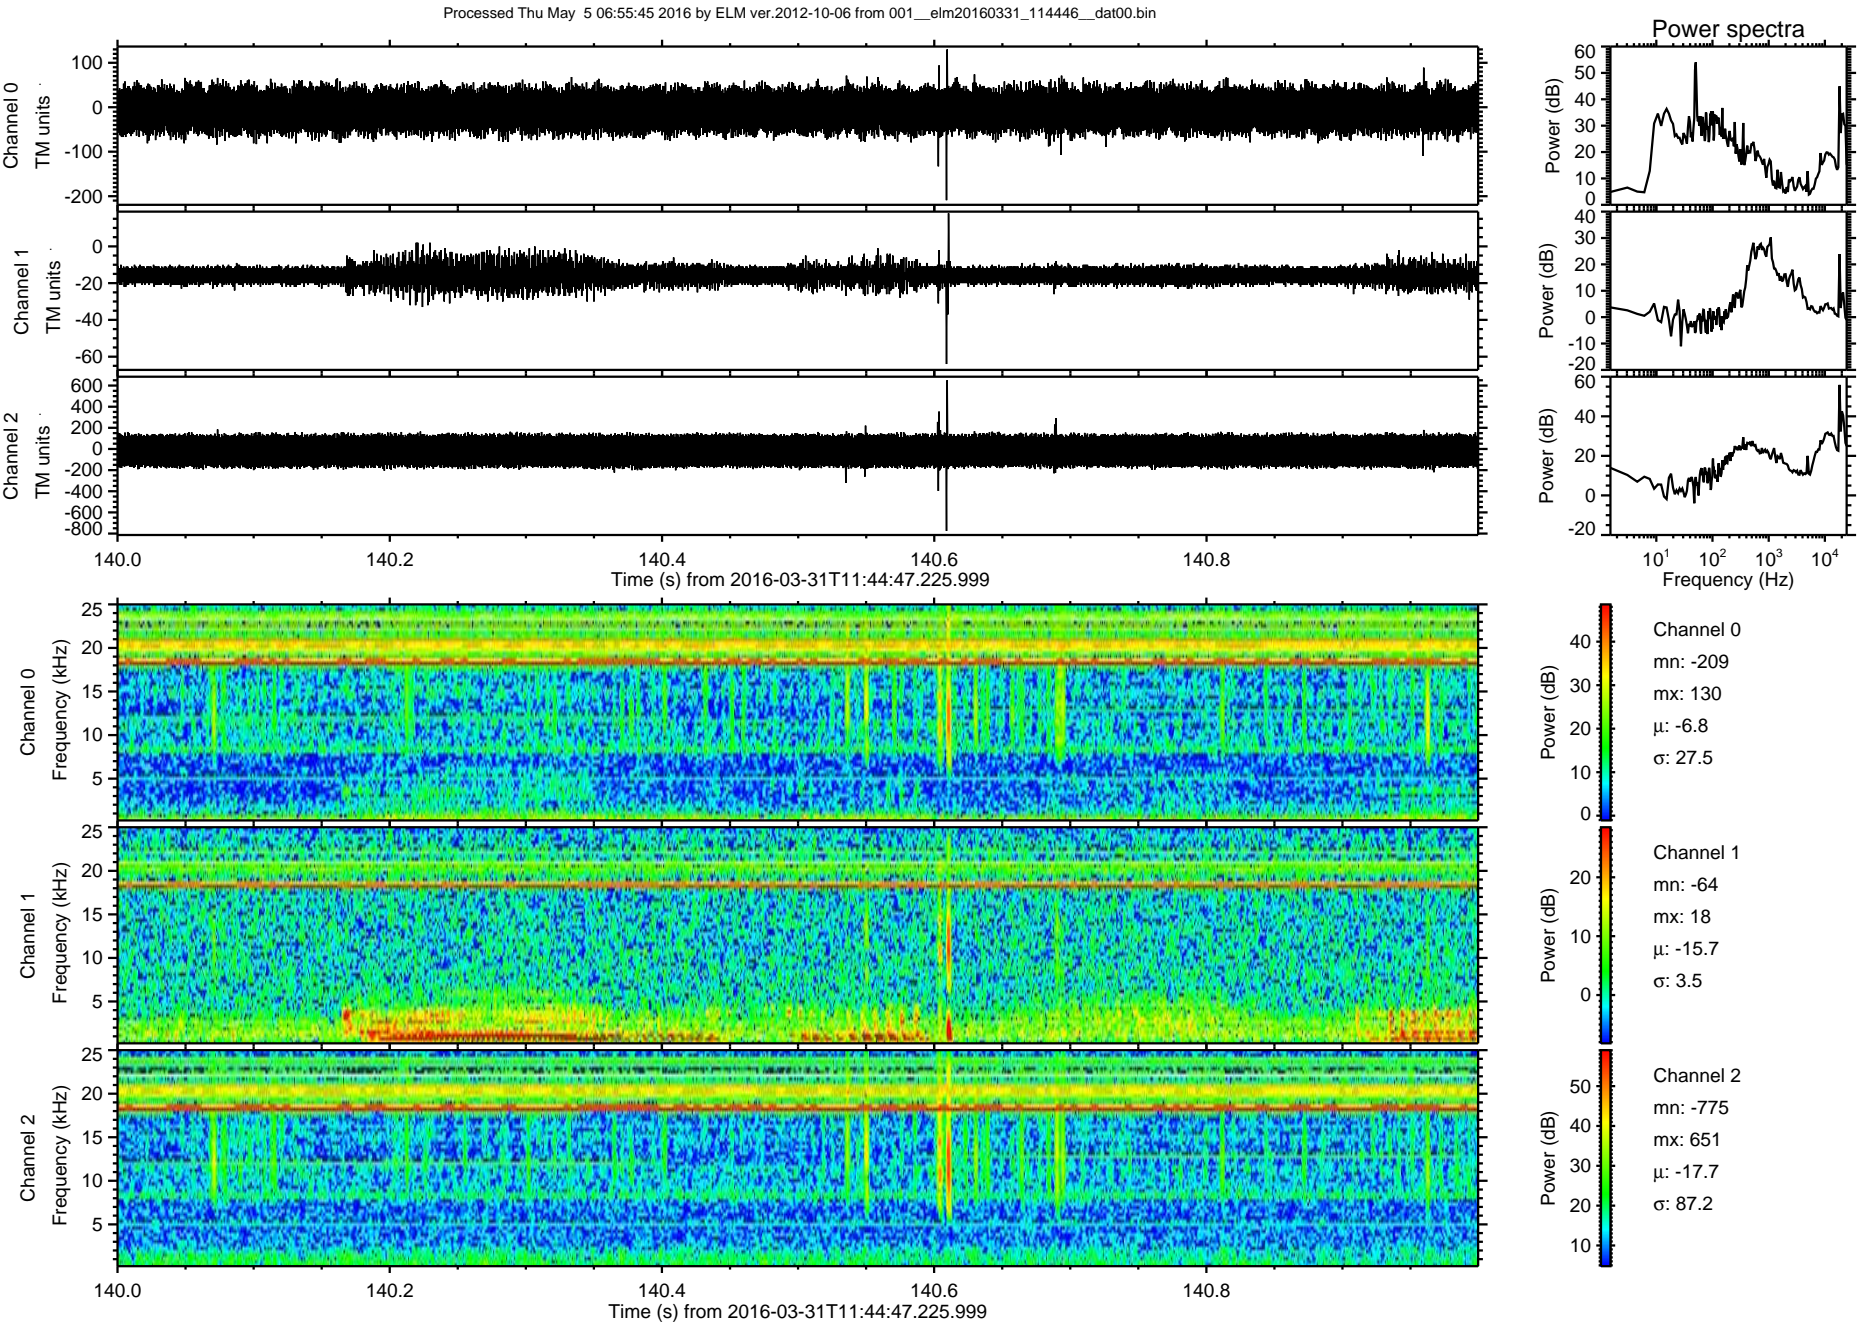 Processed Thu May  5 06:55:45 2016 by ELM ver.2012-10-06 from 001__elm20160331_114446__dat00.bin
Power spectra
Channel 0
TM units
100
0
-100
-200
Power (dB)
60
50
40
30
20
10
0
Channel 1
TM units
0
-20
-40
-60
Power (dB)
40
30
20
10
0
-10
-20
Channel 2
TM units
600
400
200
0
-200
-400
-600
-800
Power (dB)
60
40
20
0
-20
140.0 140.2 140.4 140.6 140.8
Time (s) from 2016-03-31T11:44:47.225.999
10^1 10^2 10^3 10^4
Frequency (Hz)
Channel 0
Frequency (kHz)
25
20
15
10
5
Power (dB)
40
30
20
10
0
Channel 0
mn: -209
mx: 130
μ: -6.8
σ: 27.5
Channel 1
Frequency (kHz)
25
20
15
10
5
Power (dB)
20
10
0
Channel 1
mn: -64
mx: 18
μ: -15.7
σ: 3.5
Channel 2
Frequency (kHz)
25
20
15
10
5
Power (dB)
50
40
30
20
10
Channel 2
mn: -775
mx: 651
μ: -17.7
σ: 87.2
140.0 140.2 140.4 140.6 140.8
Time (s) from 2016-03-31T11:44:47.225.999